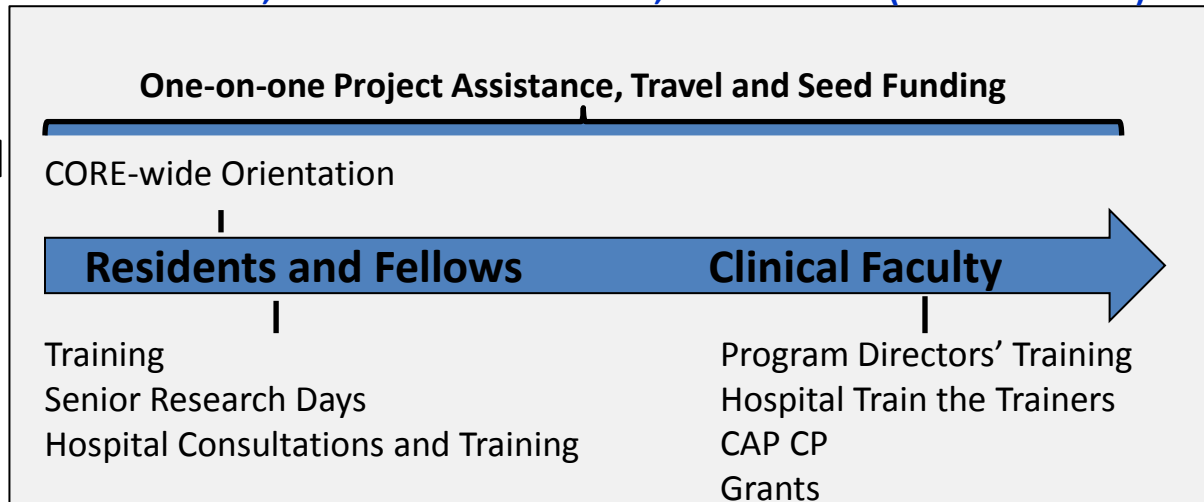 One-on-one Project Assistance, Travel and Seed Funding
CORE-wide Orientation
Residents and Fellows
Clinical Faculty
Training
Senior Research Days
Hospital Consultations and Training
Program Directors’ Training
Hospital Train the Trainers
CAP CP
Grants